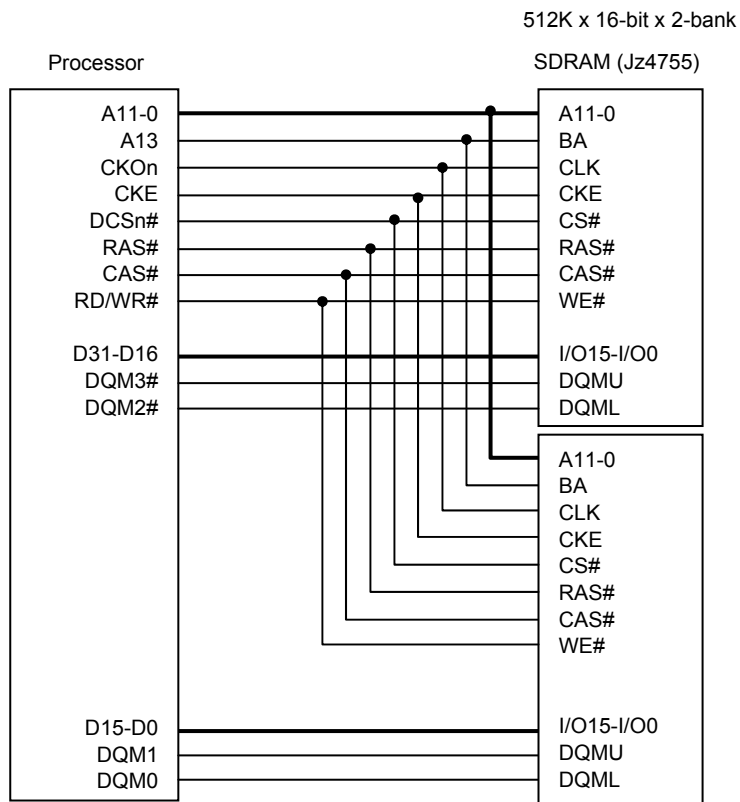 512K x 16-bit x 2-bank
Processor
SDRAM (Jz4755)
A11-0
A13
CKOn
CKE
DCSn#
RAS#
CAS#
RD/WR#
D31-D16
DQM3#
DQM2#
D15-D0
DQM1
DQM0
A11-0
BA
CLK
CKE
CS#
RAS#
CAS#
WE#
I/O15-I/O0
DQMU
DQML
A11-0
BA
CLK
CKE
CS#
RAS#
CAS#
WE#
I/O15-I/O0
DQMU
DQML